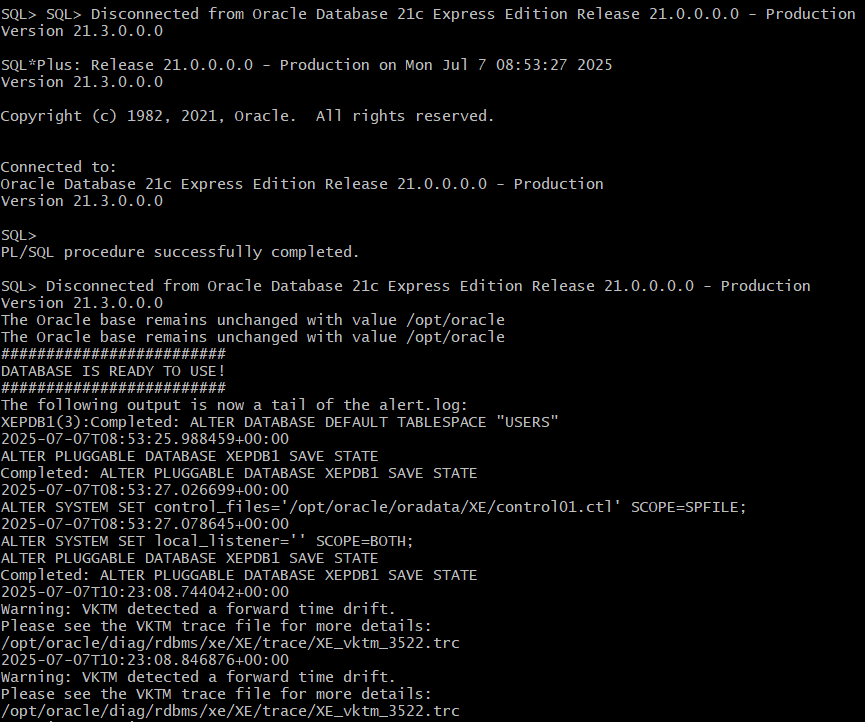 SQL> SQL> Disconnected from Oracle Database 21c Express Edition Release 21.0.0.0.0 - Production
Version 21.3.0.0.0
SQL*Plus: Release 21.0.0.0.0 - Production on Mon Jul 7 08:53:27 2025
Version 21.3.0.0.0
Copyright (c) 1982, 2021, Oracle.  All rights reserved.
Connected to:
Oracle Database 21c Express Edition Release 21.0.0.0.0 - Production
Version 21.3.0.0.0
SQL>
PL/SQL procedure successfully completed.
SQL> Disconnected from Oracle Database 21c Express Edition Release 21.0.0.0.0 - Production
Version 21.3.0.0.0
The Oracle base remains unchanged with value /opt/oracle
The Oracle base remains unchanged with value /opt/oracle
#########################
DATABASE IS READY TO USE!
#########################
The following output is now a tail of the alert.log:
XEPDB1(3):Completed: ALTER DATABASE DEFAULT TABLESPACE "USERS"
2025-07-07T08:53:25.988459+00:00
ALTER PLUGGABLE DATABASE XEPDB1 SAVE STATE
Completed: ALTER PLUGGABLE DATABASE XEPDB1 SAVE STATE
2025-07-07T08:53:27.026699+00:00
ALTER SYSTEM SET control_files='/opt/oracle/oradata/XE/control01.ctl' SCOPE=SPFILE;
2025-07-07T08:53:27.078645+00:00
ALTER SYSTEM SET local_listener='' SCOPE=BOTH;
ALTER PLUGGABLE DATABASE XEPDB1 SAVE STATE
Completed: ALTER PLUGGABLE DATABASE XEPDB1 SAVE STATE
2025-07-07T10:23:08.744042+00:00
Warning: VKTM detected a forward time drift.
Please see the VKTM trace file for more details:
/opt/oracle/diag/rdbms/xe/XE/trace/XE_vktm_3522.trc
2025-07-07T10:23:08.846876+00:00
Warning: VKTM detected a forward time drift.
Please see the VKTM trace file for more details:
/opt/oracle/diag/rdbms/xe/XE/trace/XE_vktm_3522.trc